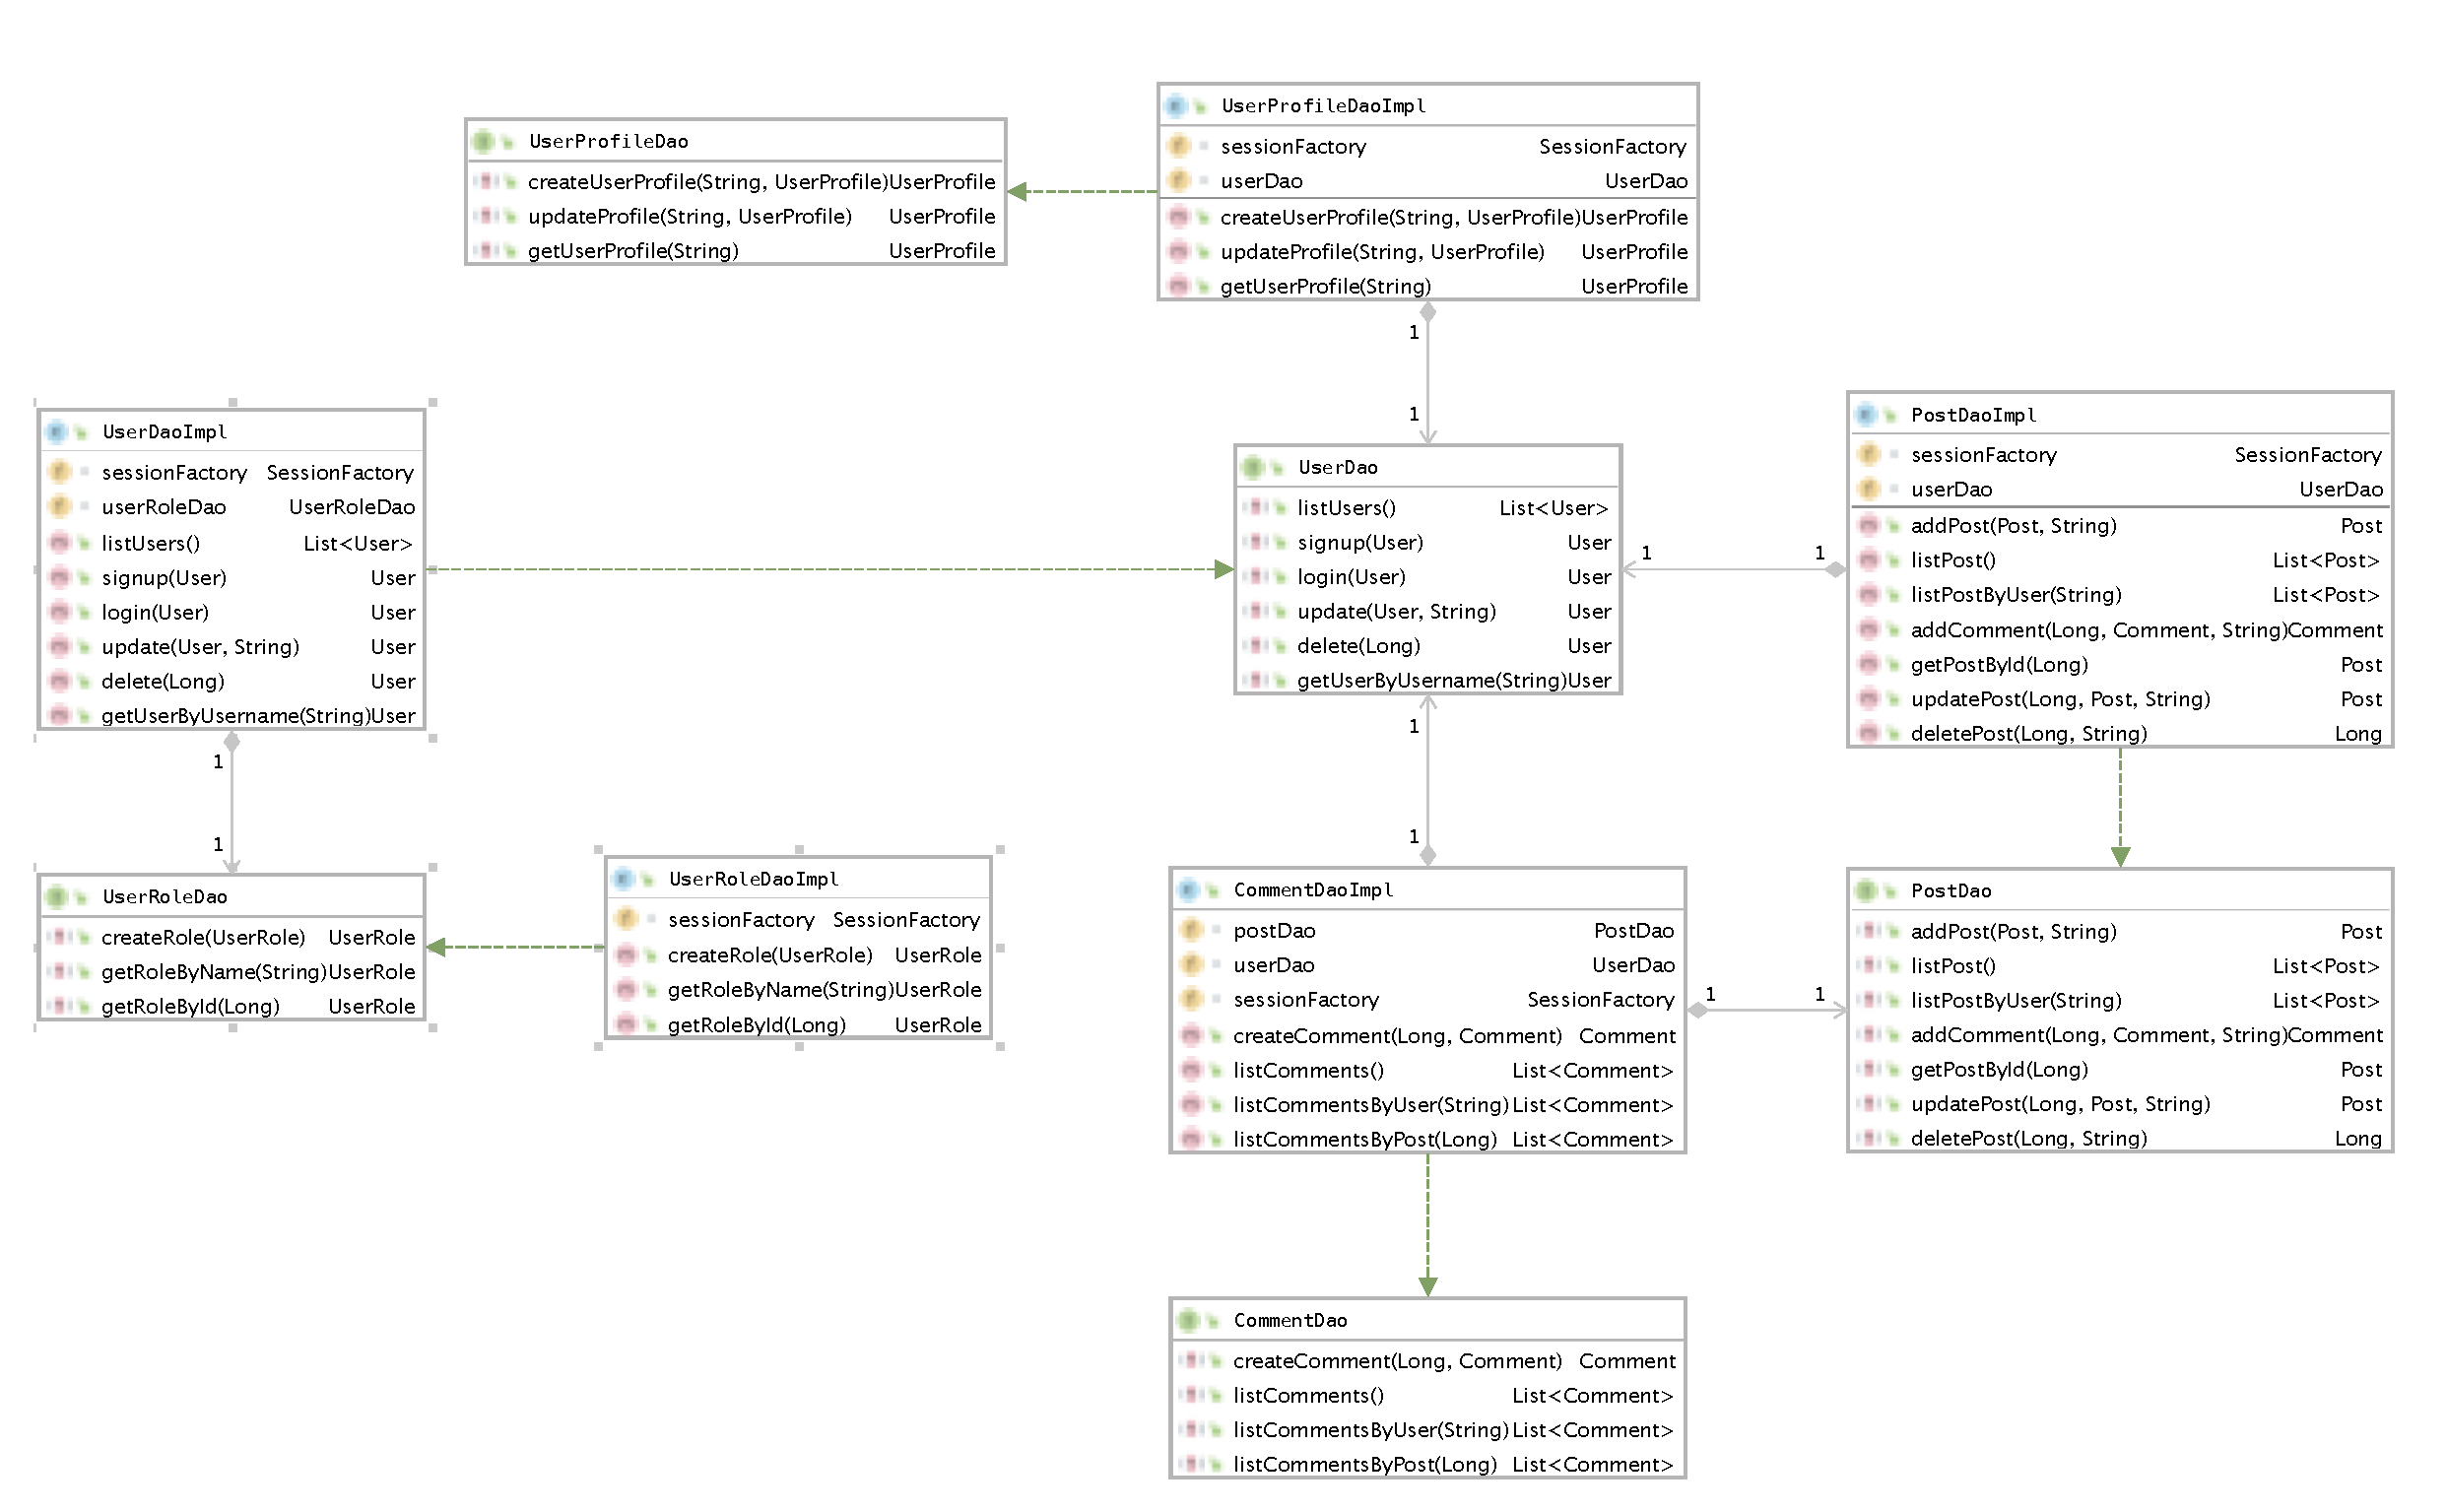 UserProfileDaoImpl
sessionFactory SessionFactory
userDao UserDao
createUserProfile(String, UserProfile) UserProfile
updateProfile(String, UserProfile) UserProfile
getUserProfile(String) UserProfile
UserProfileDao
createUserProfile(String, UserProfile) UserProfile
updateProfile(String, UserProfile) UserProfile
getUserProfile(String) UserProfile
1
1
UserDaoImpl
sessionFactory SessionFactory
userRoleDao UserRoleDao
listUsers() List<User>
signup(User) User
login(User) User
update(User, String) User
delete(Long) User
getUserByUsername(String) User
UserDao
listUsers() List<User>
signup(User) User
login(User) User
update(User, String) User
delete(Long) User
getUserByUsername(String) User
1 1
PostDaoImpl
sessionFactory SessionFactory
userDao UserDao
addPost(Post, String) Post
listPost() List<Post>
listPostByUser(String) List<Post>
addComment(Long, Comment, String) Comment
getPostById(Long) Post
updatePost(Long, Post, String) Post
deletePost(Long, String) Long
1
1
1
1
UserRoleDao
createRole(UserRole) UserRole
getRoleByName(String) UserRole
getRoleById(Long) UserRole
UserRoleDaoImpl
sessionFactory SessionFactory
createRole(UserRole) UserRole
getRoleByName(String) UserRole
getRoleById(Long) UserRole
CommentDaoImpl
postDao PostDao
userDao UserDao
sessionFactory SessionFactory
createComment(Long, Comment) Comment
listComments() List<Comment>
listCommentsByUser(String) List<Comment>
listCommentsByPost(Long) List<Comment>
1 1
PostDao
addPost(Post, String) Post
listPost() List<Post>
listPostByUser(String) List<Post>
addComment(Long, Comment, String) Comment
getPostById(Long) Post
updatePost(Long, Post, String) Post
deletePost(Long, String) Long
CommentDao
createComment(Long, Comment) Comment
listComments() List<Comment>
listCommentsByUser(String) List<Comment>
listCommentsByPost(Long) List<Comment>